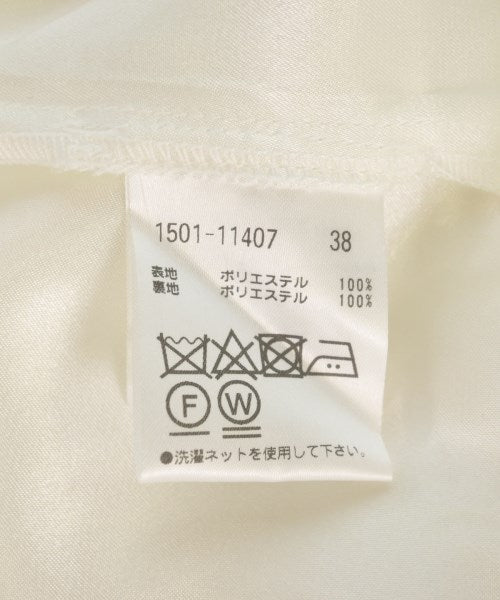 1501-11407 38
表地 ポリエステル 100%
裏地 ポリエステル 100%
F W
●洗濯ネットを使用して下さい。